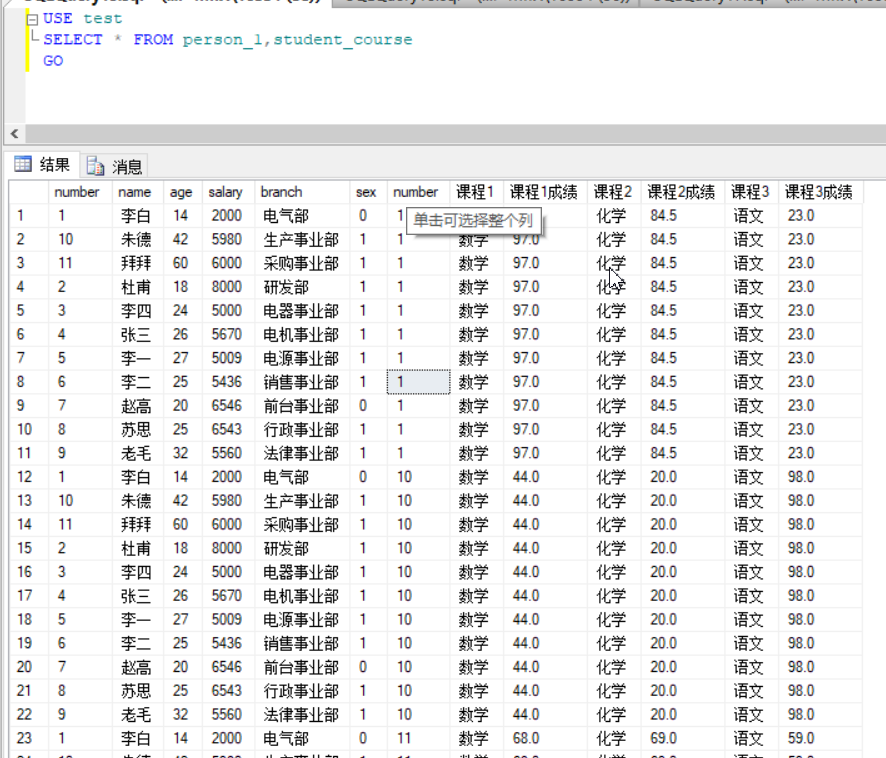 USE test
SELECT * FROM person_1,student_course
GO
结果 消息
number name age salary branch sex number 课程1 课程1成绩 课程2 课程2成绩 课程3 课程3成绩
1 1 李白 14 2000 电气部 0 1 单击可选择整个列 化学 84.5 语文 23.0
2 10 朱德 42 5980 生产事业部 1 1 数学 97.0 化学 84.5 语文 23.0
3 11 拜拜 60 6000 采购事业部 1 1 数学 97.0 化学 84.5 语文 23.0
4 2 杜甫 18 8000 研发部 1 1 数学 97.0 化学 84.5 语文 23.0
5 3 李四 24 5000 电器事业部 1 1 数学 97.0 化学 84.5 语文 23.0
6 4 张三 26 5670 电机事业部 1 1 数学 97.0 化学 84.5 语文 23.0
7 5 李一 27 5009 电源事业部 1 1 数学 97.0 化学 84.5 语文 23.0
8 6 李二 25 5436 销售事业部 1 1 数学 97.0 化学 84.5 语文 23.0
9 7 赵高 20 6546 前台事业部 0 1 数学 97.0 化学 84.5 语文 23.0
10 8 苏思 25 6543 行政事业部 1 1 数学 97.0 化学 84.5 语文 23.0
11 9 老毛 32 5560 法律事业部 1 1 数学 97.0 化学 84.5 语文 23.0
12 1 李白 14 2000 电气部 0 10 数学 44.0 化学 20.0 语文 98.0
13 10 朱德 42 5980 生产事业部 1 10 数学 44.0 化学 20.0 语文 98.0
14 11 拜拜 60 6000 采购事业部 1 10 数学 44.0 化学 20.0 语文 98.0
15 2 杜甫 18 8000 研发部 1 10 数学 44.0 化学 20.0 语文 98.0
16 3 李四 24 5000 电器事业部 1 10 数学 44.0 化学 20.0 语文 98.0
17 4 张三 26 5670 电机事业部 1 10 数学 44.0 化学 20.0 语文 98.0
18 5 李一 27 5009 电源事业部 1 10 数学 44.0 化学 20.0 语文 98.0
19 6 李二 25 5436 销售事业部 1 10 数学 44.0 化学 20.0 语文 98.0
20 7 赵高 20 6546 前台事业部 0 10 数学 44.0 化学 20.0 语文 98.0
21 8 苏思 25 6543 行政事业部 1 10 数学 44.0 化学 20.0 语文 98.0
22 9 老毛 32 5560 法律事业部 1 10 数学 44.0 化学 20.0 语文 98.0
23 1 李白 14 2000 电气部 0 11 数学 68.0 化学 69.0 语文 59.0